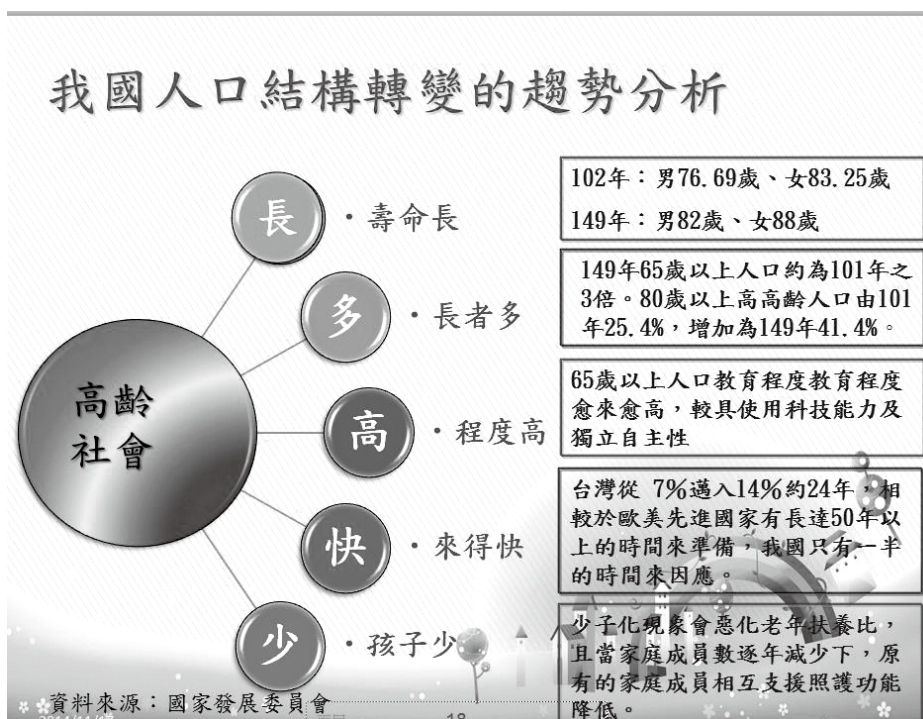 我國人口結構轉變的趨勢分析
高齡
社會
長
・壽命長
102年：男76.69歲、女83.25歲
149年：男82歲、女88歲
多
・長者多
149年65歲以上人口約為101年之
3倍。80歲以上高高齡人口由101
年25.4%，增加為149年41.4%。
高
・程度高
65歲以上人口教育程度教育程度
愈來愈高，較具使用科技能力及
獨立自主性
快
・來得快
台灣從 7%邁入14%約24年，相
較於歐美先進國家有長達50年以
上的時間來準備，我國只有一半
的時間來因應。
少
・孩子少
少子化現象會惡化老年扶養比，
且當家庭成員數逐年減少下，原
有的家庭成員相互支援照護功能
降低。
資料來源：國家發展委員會
18